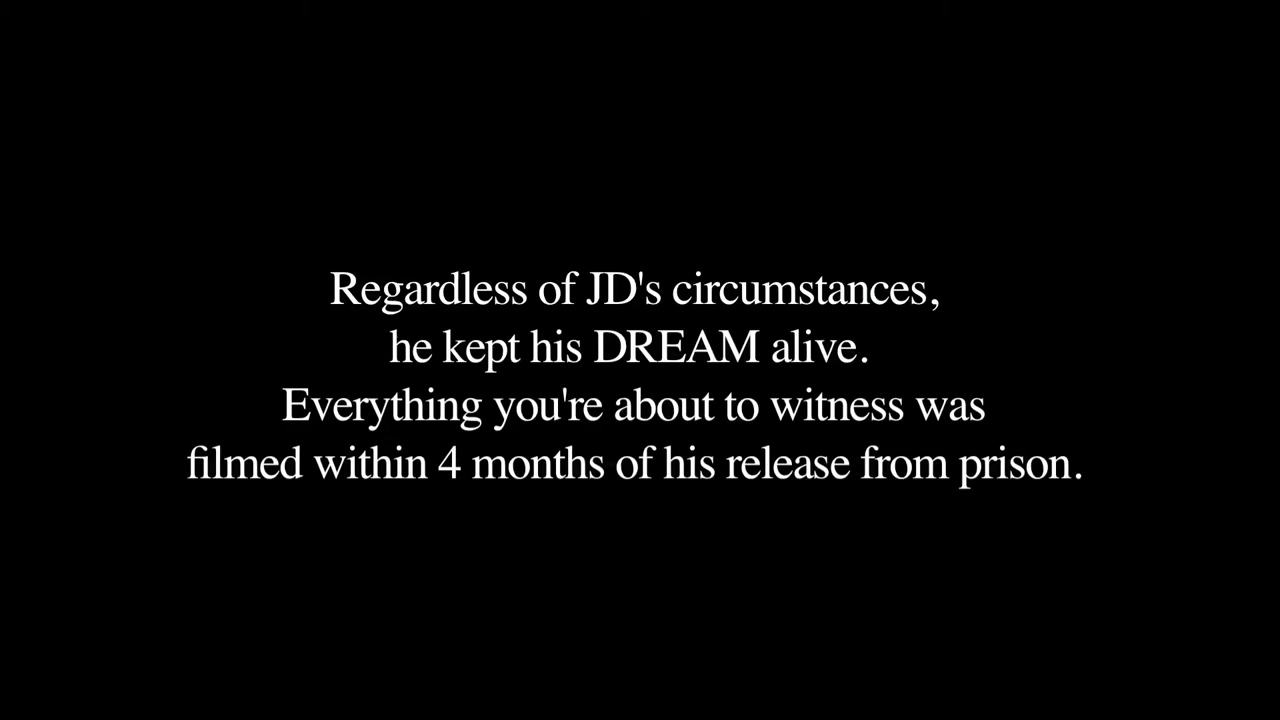 Regardless of JD's circumstances,
he kept his DREAM alive.
Everything you're about to witness was
filmed within 4 months of his release from prison.